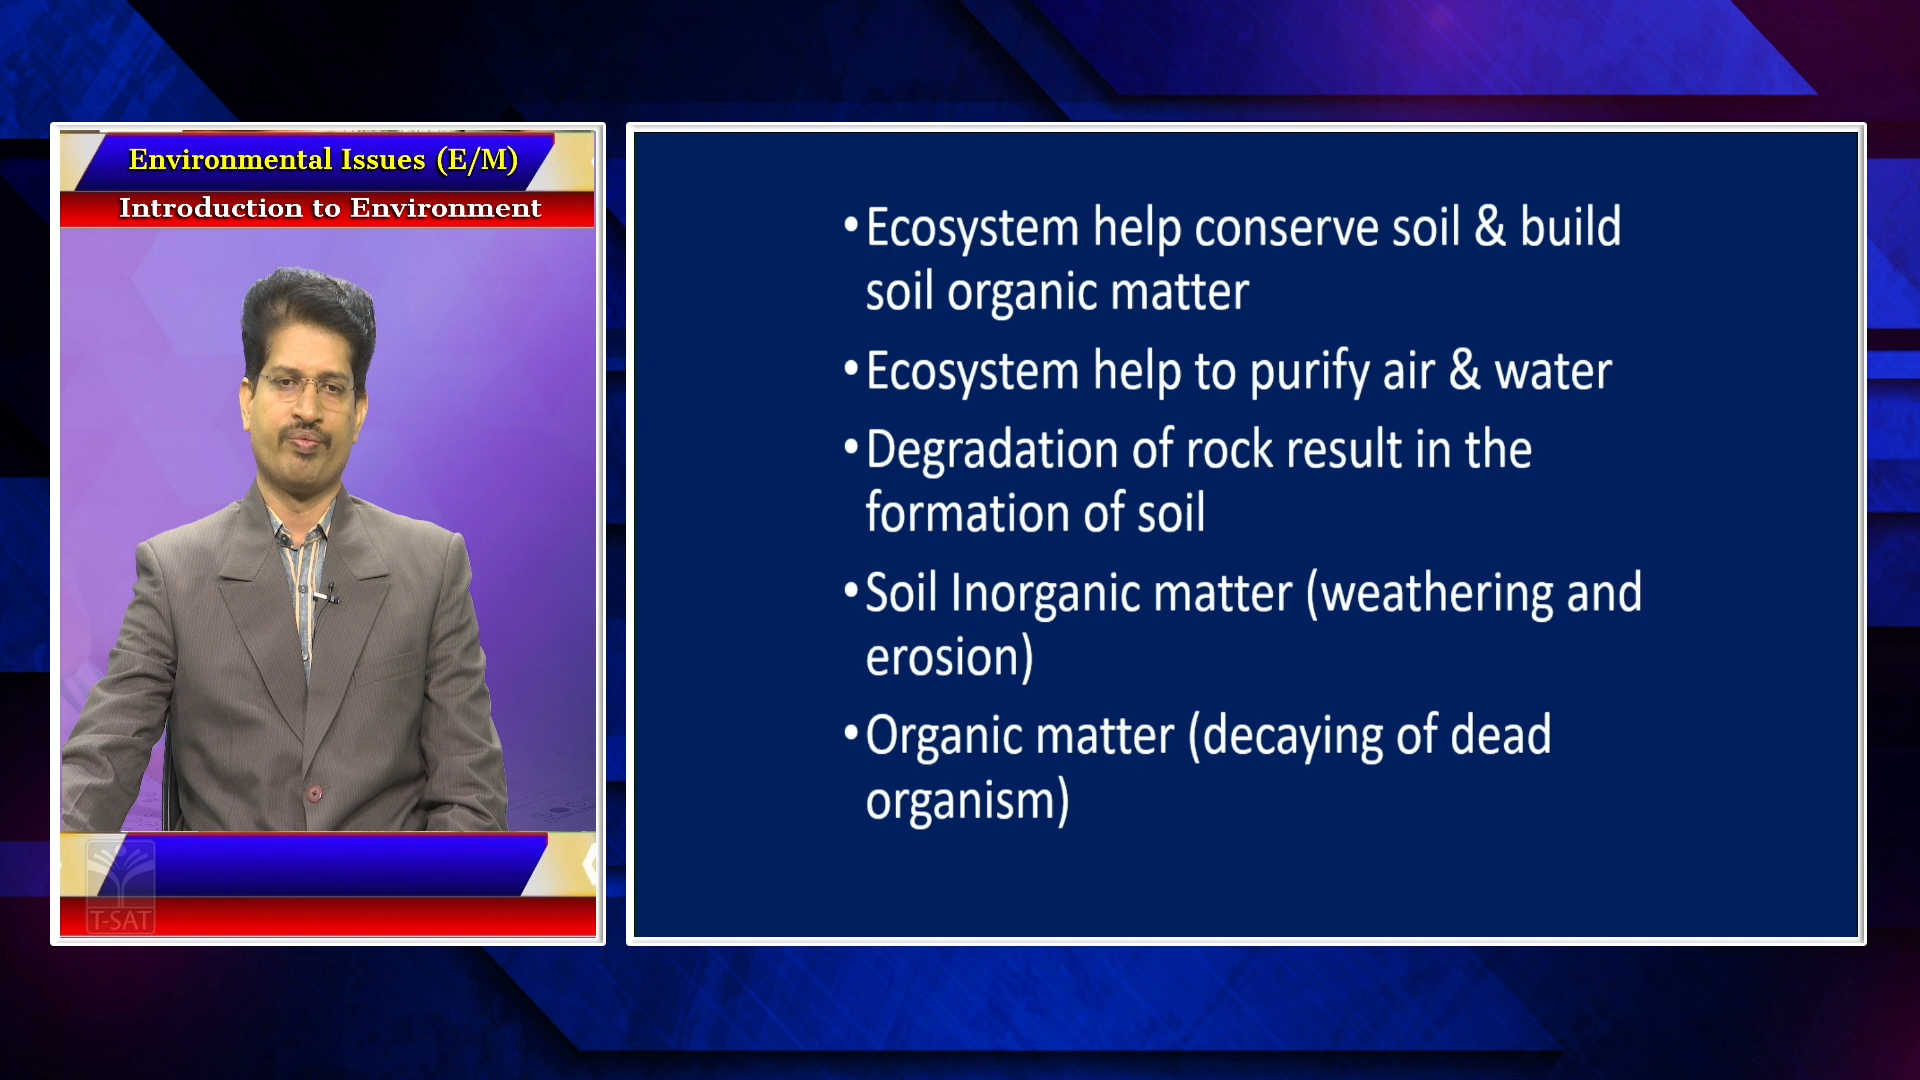 Environmental Issues (E/M)
Introduction to Environment
•Ecosystem help conserve soil & build
soil organic matter
•Ecosystem help to purify air & water
•Degradation of rock result in the
formation of soil
•Soil Inorganic matter (weathering and
erosion)
•Organic matter (decaying of dead
organism)
T-SAT